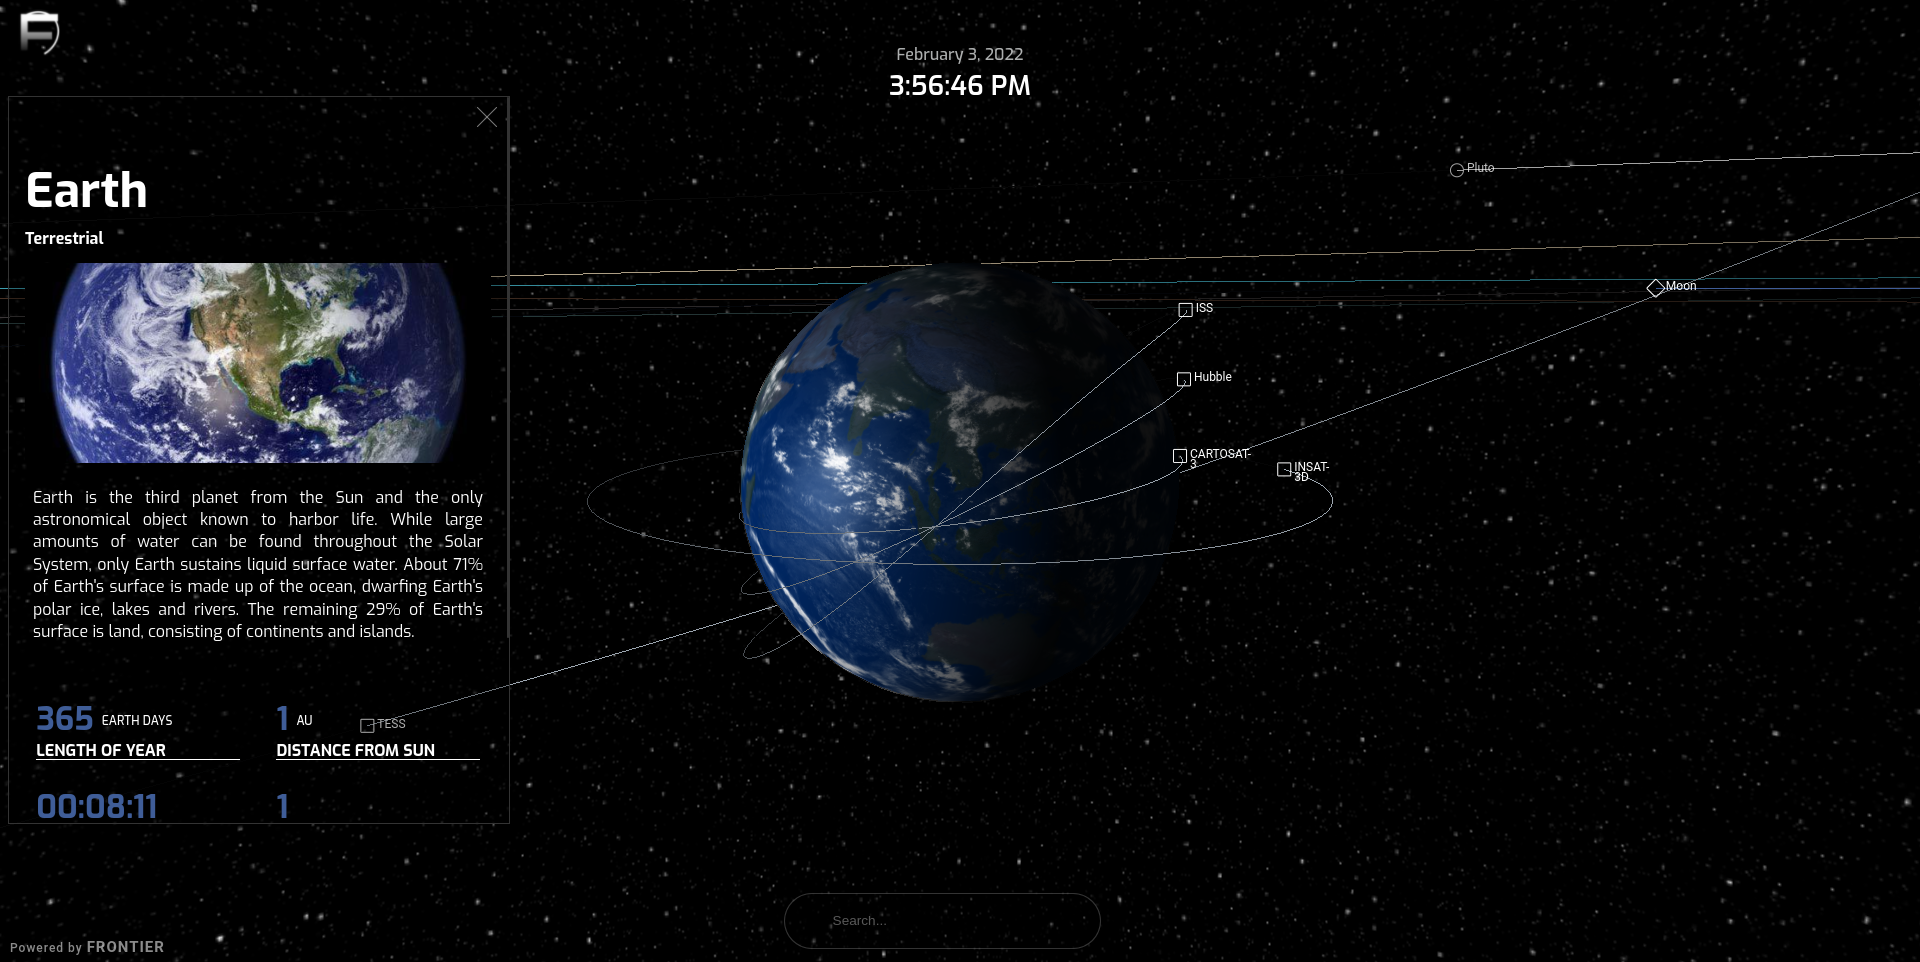 February 3, 2022
3:56:46 PM
Earth
Terrestrial
Earth is the third planet from the Sun and the only
astronomical object known to harbor life. While large
amounts of water can be found throughout the Solar
System, only Earth sustains liquid surface water. About 71%
of Earth's surface is made up of the ocean, dwarfing Earth's
polar ice, lakes and rivers. The remaining 29% of Earth's
surface is land, consisting of continents and islands.
365 EARTH DAYS
LENGTH OF YEAR
1 AU
DISTANCE FROM SUN
00:08:11
1
TESS
Pluto
Moon
ISS
Hubble
CARTOSAT-
3
INSAT-
3D
Search...
Powered by FRONTIER